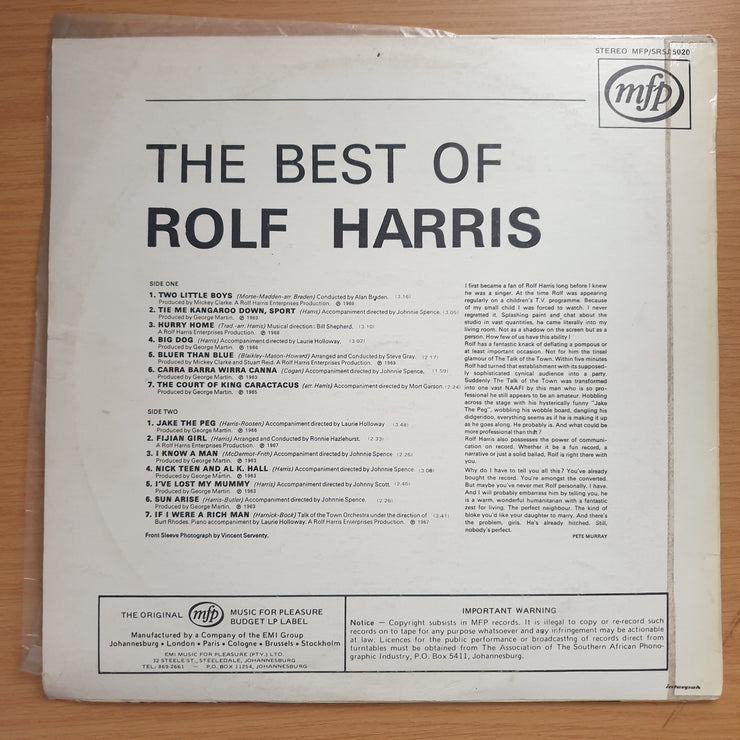 STEREO MFP/SRSJ 5020
mfp
THE BEST OF
ROLF HARRIS
SIDE ONE
1. TWO LITTLE BOYS (Morse-Madden-arr. Braden) Conducted by Alan Braden. (3.16)
Produced by Mickey Clarke. A Rolf Harris Enterprises Production. ℗ 1969
2. TIE ME KANGAROO DOWN, SPORT (Harris) Accompaniment directed by Johnnie Spence. (3.05)
Produced by George Martin. ℗ 1963
3. HURRY HOME (Trad.-arr. Harris) Musical direction: Bill Shepherd. (3.10)
A Rolf Harris Enterprises Production. ℗ 1968
4. BIG DOG (Harris) Accompaniment directed by Laurie Holloway. (3.02)
Produced by George Martin. ℗ 1966
5. BLUER THAN BLUE (Blaikley-Mason-Howard) Arranged and Conducted by Steve Gray. (2.17)
Produced by Mickey Clarke and Stuart Reid. A Rolf Harris Enterprises Production. ℗ 1969
6. CARRA BARRA WIRRA CANNA (Cogan) Accompaniment directed by Johnnie Spence. (1.59)
Produced by George Martin. ℗ 1963
7. THE COURT OF KING CARACTACUS (arr. Harris) Accompaniment directed by Mort Garson. (2.24)
Produced by George Martin. ℗ 1965
SIDE TWO
1. JAKE THE PEG (Harris-Roosen) Accompaniment directed by Laurie Holloway (3.48)
Produced by George Martin. ℗ 1966
2. FIJIAN GIRL (Harris) Arranged and Conducted by Ronnie Hazlehurst. (2.33)
A Rolf Harris Enterprises Production. ℗ 1967
3. I KNOW A MAN (McDermot-Frith) Accompaniment directed by Johnnie Spence (2.26)
Produced by George Martin. ℗ 1963
4. NICK TEEN AND AL K. HALL (Harris) Accompaniment directed by Johnnie Spence (3.08)
Produced by George Martin. ℗ 1963
5. I'VE LOST MY MUMMY (Harris) Accompaniment directed by Johnny Scott. (2.46)
Produced by George Martin. ℗ 1963
6. SUN ARISE (Harris-Butler) Accompaniment directed by Johnnie Spence. (2.26)
Produced by George Martin. ℗ 1963
7. IF I WERE A RICH MAN (Harnick-Bock) Talk of the Town Orchestra under the direction of (3.41)
Burt Rhodes. Piano accompaniment by Laurie Holloway. A Rolf Harris Enterprises Production. ℗ 1967
Front Sleeve Photograph by Vincent Serventy.
I first became a fan of Rolf Harris long before I knew
he was a singer. At the time Rolf was appearing
regularly on a children's T.V. programme. Because
of my small child I was forced to watch. I never
regretted it. Splashing paint and chat about the
studio in vast quantities, he came literally into my
living room. Not as a shadow on the screen but as a
person. How few of us have this ability!
Rolf has a fantastic knack of deflating a pompous or
at least important occasion. Not for him the tinsel
glamour of The Talk of the Town. Within five minutes
Rolf had turned that establishment with its supposed-
ly sophisticated cynical audience into a party.
Suddenly The Talk of the Town was transformed
into one vast NAAFI by this man who is so pro-
fessional he still appears to be an amateur. Hobbling
across the stage with his hysterically funny "Jake
The Peg", wobbling his wobble board, dangling his
didgeridoo, everything seems as if he is making it up
as he goes along. He probably is. And what could be
more professional than that?
Rolf Harris also possesses the power of communicat-
ion on record. Whether it be a fun record, a
narrative or just a solid ballad, Rolf is right there with
you.
Why do I have to tell you all this? You've already
bought the record. You're amongst the converted.
But maybe you've never met Rolf personally. I have.
And I will probably embarrass him by telling you, he
is a warm, wonderful humanitarian with a fantastic
zest for living. The perfect neighbour. The kind of
bloke you'd like your daughter to marry. And there's
the problem, girls. He's already hitched. Still,
nobody's perfect.
PETE MURRAY
THE ORIGINAL mfp MUSIC FOR PLEASURE
BUDGET LP LABEL
Manufactured by a Company of the EMI Group
Johannesburg • London • Paris • Cologne • Brussels • Stockholm
EMI MUSIC FOR PLEASURE (PTY.) LTD.
32 STEELE ST., STEELEDALE, JOHANNESBURG
TEL: 869-2661 • P.O. BOX 11254, JOHANNESBURG
IMPORTANT WARNING
Notice — Copyright subsists in MFP records. It is illegal to copy or re-record such
records on to tape for any purpose whatsoever and any infringement may be actionable
at law. Licences for the public performance or broadcasting of records direct from
turntables must be obtained from The Association of The Southern African Phono-
graphic Industry, P.O. Box 5411, Johannesburg.
interpak